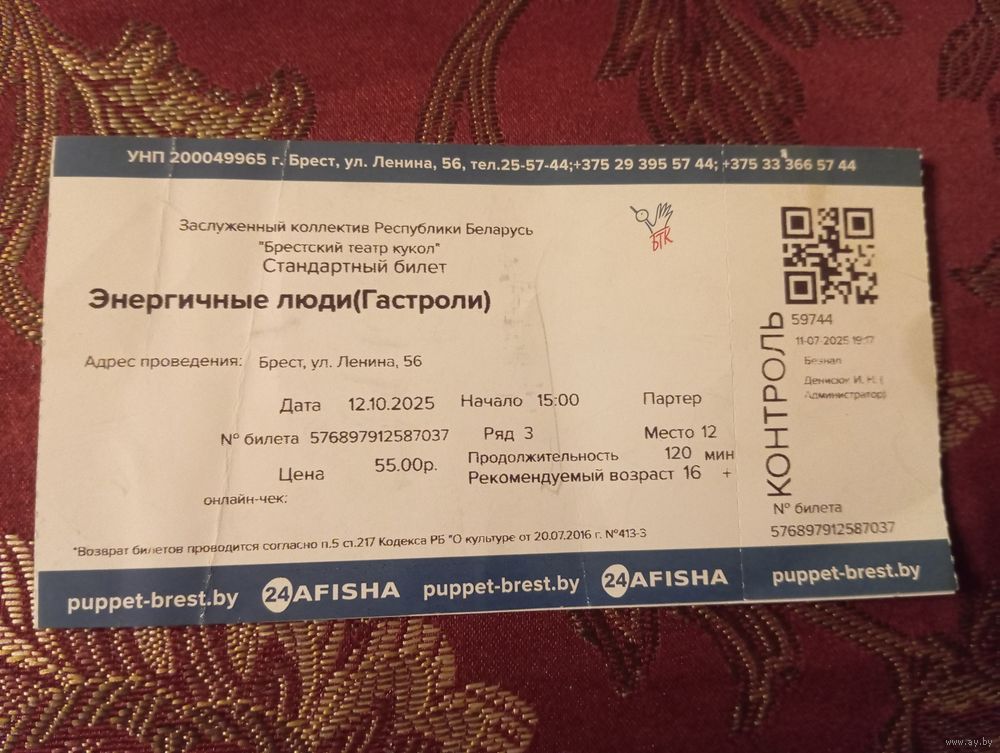 УНП 200049965 г. Брест, ул. Ленина, 56, тел.25-57-44;+375 29 395 57 44; +375 33 366 57 44
Заслуженный коллектив Республики Беларусь
"Брестский театр кукол"
Стандартный билет
БТК
Энергичные люди(Гастроли)
Адрес проведения: Брест, ул. Ленина, 56
Дата 12.10.2025 Начало 15:00 Партер
№ билета 576897912587037 Ряд 3 Место 12
Цена 55.00р. Продолжительность 120 мин
Рекомендуемый возраст 16 +
онлайн-чек:
*Возврат билетов проводится согласно п.5 ст.217 Кодекса РБ "О культуре от 20.07.2016 г. №413-З
КОНТРОЛЬ
59744
11-07-2025 19:17
Безнал
Денисюк И. Н. (
Администратор)
№ билета
576897912587037
puppet-brest.by 24AFISHA puppet-brest.by 24AFISHA puppet-brest.by
www.ay.by